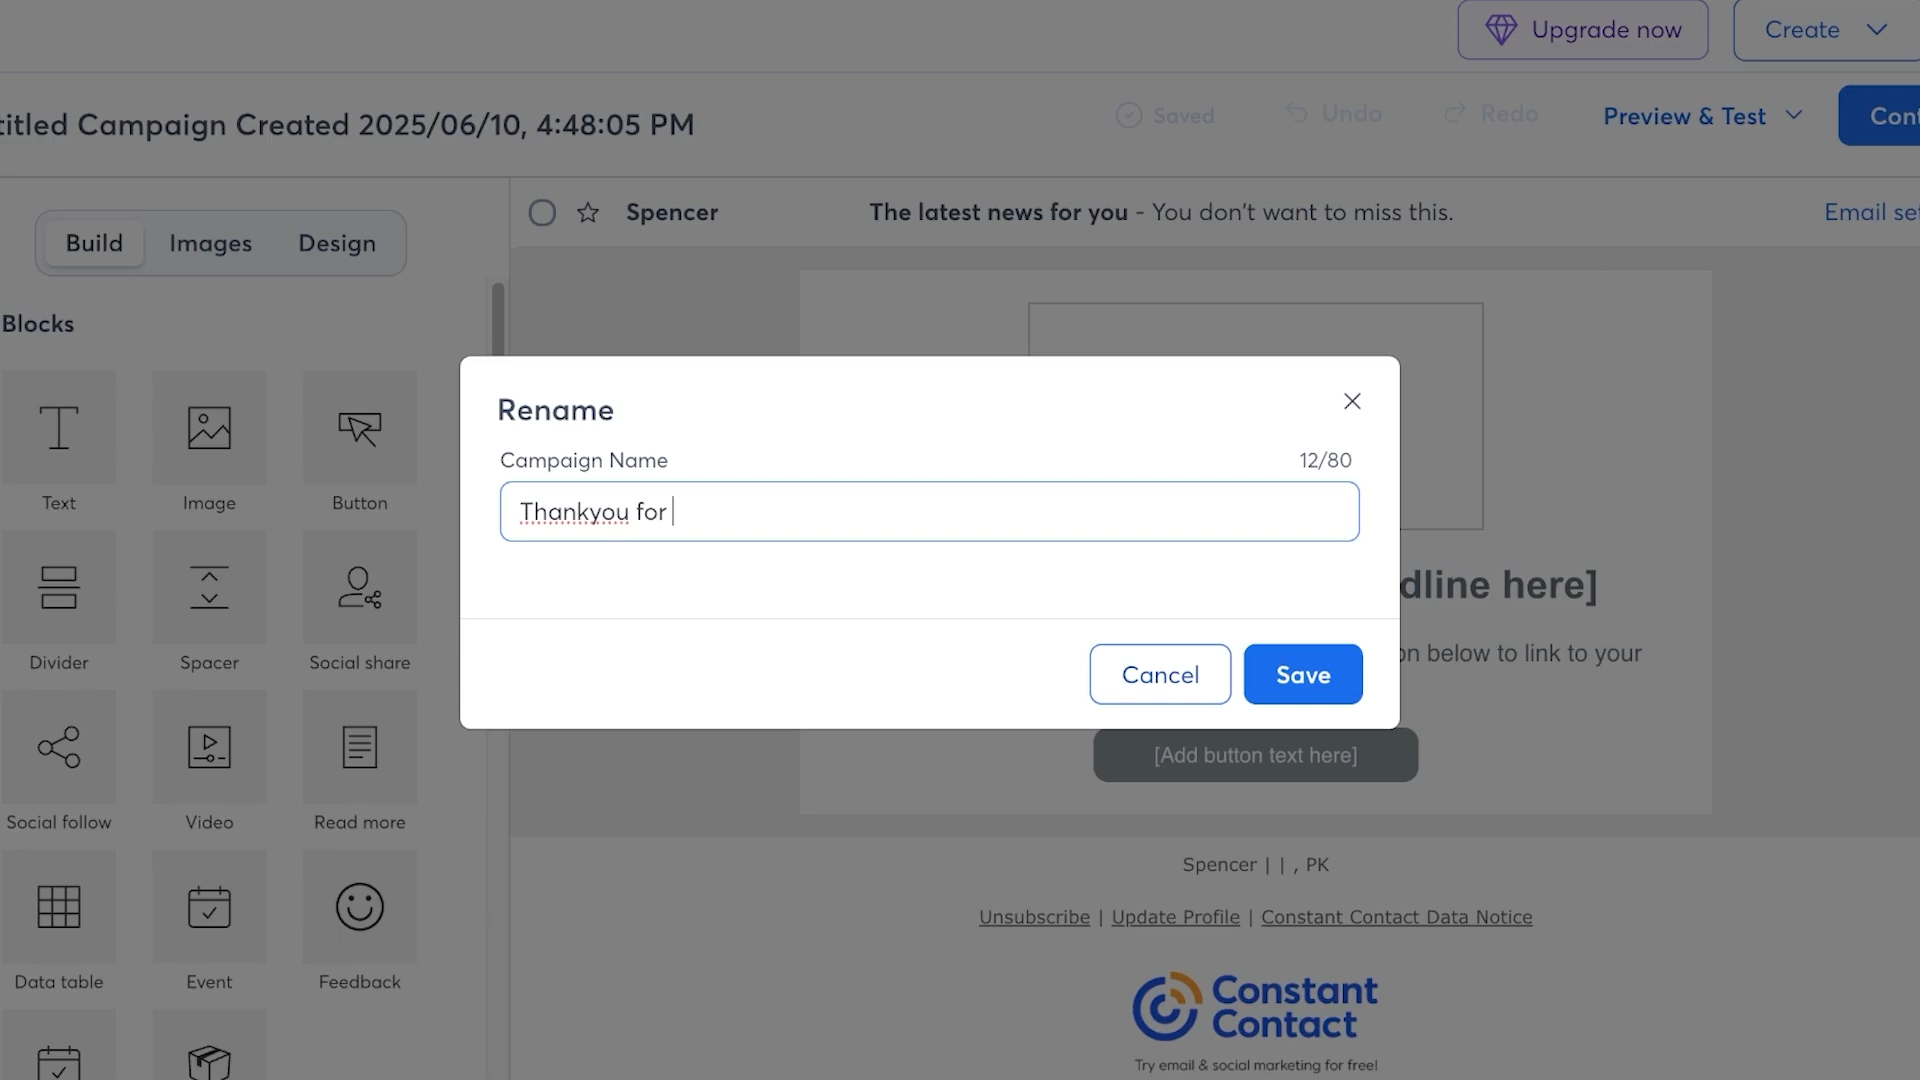 Upgrade now
Create
titled Campaign Created 2025/06/10, 4:48:05 PM
Saved
Undo
Redo
Preview & Test
Cont
Build
Images
Design
Spencer
The latest news for you - You don't want to miss this.
Email set
Blocks
Text
Image
Button
Divider
Spacer
Social share
Social follow
Video
Read more
Data table
Event
Feedback
Rename
Campaign Name
12/80
Thankyou for
Cancel
Save
dline here]
on below to link to your
[Add button text here]
Spencer | | , PK
Unsubscribe | Update Profile | Constant Contact Data Notice
Constant
Contact
Try email & social marketing for free!